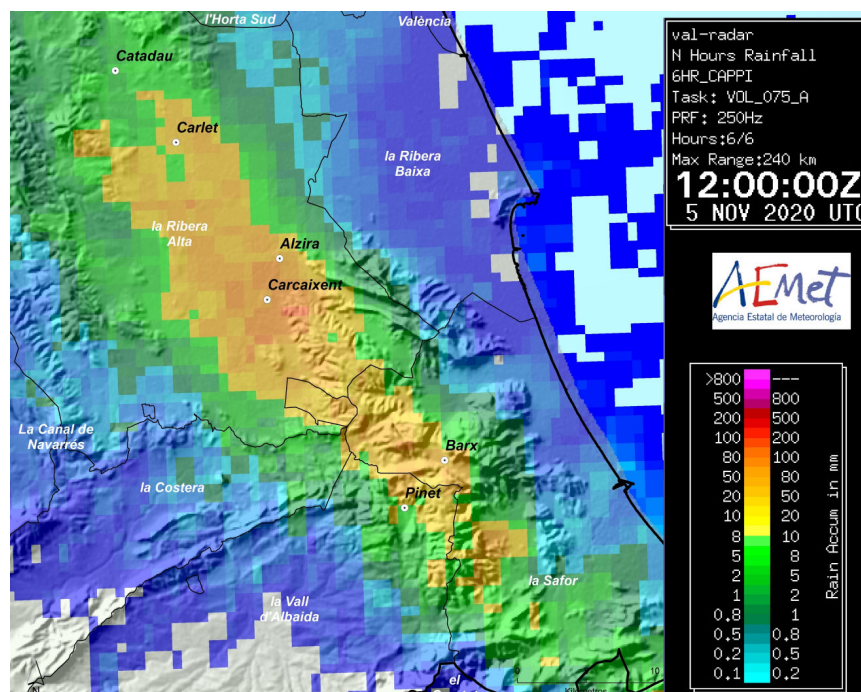 l'Horta Sud
València
Catadau
Carlet
la Ribera
Baixa
la Ribera
Alta
Alzira
Carcaixent
La Canal de
Navarrés
Barx
la Costera
Pinet
la Safor
la Vall
d'Albaida
el
N
0
10
Kilòmetres
val-radar
N Hours Rainfall
6HR_CAPPI
Task: VOL_075_A
PRF: 250Hz
Hours:6/6
Max Range:240 km
12:00:00Z
5 NOV 2020 UTC
AEMet
Agencia Estatal de Meteorología
>800 ---
500 800
200 500
100 200
80 100
50 80
20 50
10 20
8 10
5 8
2 5
1 2
0.8 1
0.5 0.8
0.2 0.5
0.1 0.2
Rain Accum in mm